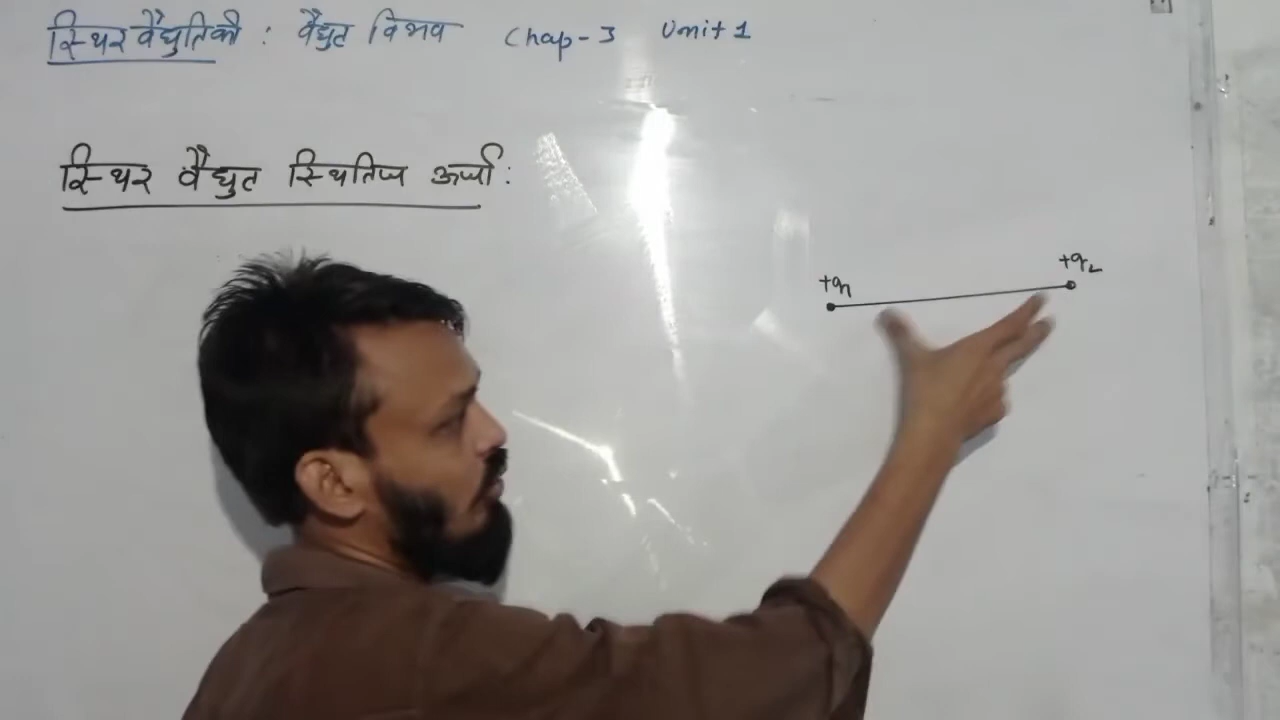 स्थिर वैद्युतिकी : वैद्युत विभव Chap-3 Unit 1
स्थिर वैद्युत स्थितिज ऊर्जा :
+q₁ +q₂